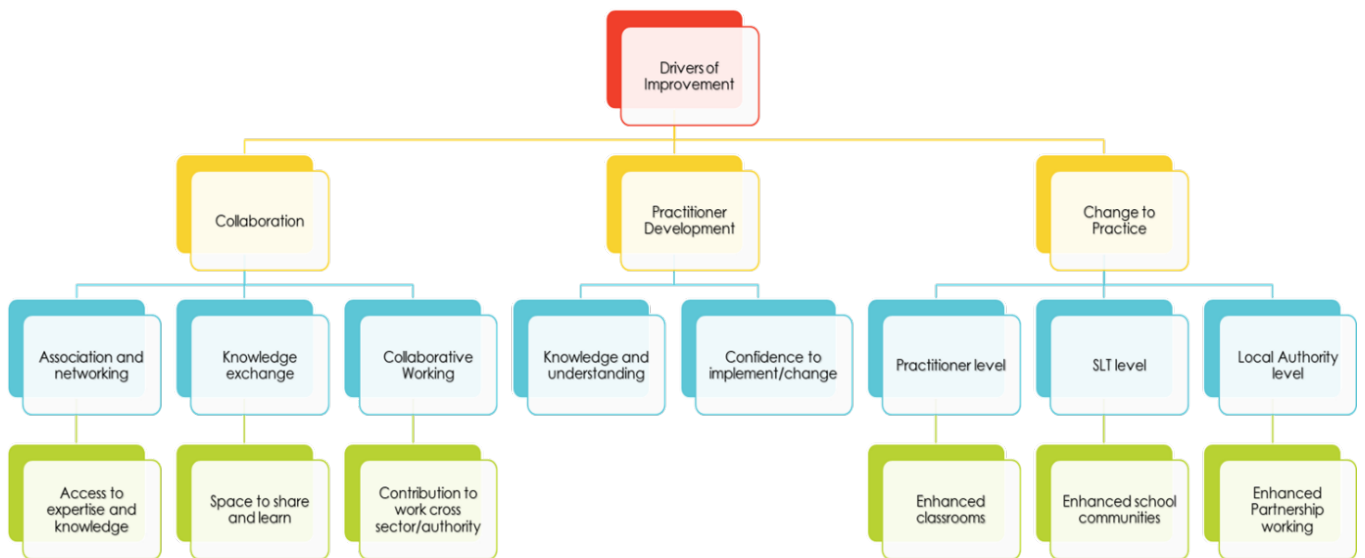 Drivers of
Improvement
Collaboration
Practitioner
Development
Change to
Practice
Association and
networking
Knowledge
exchange
Collaborative
Working
Knowledge and
understanding
Confidence to
implement/change
Practitioner level
SLT level
Local Authority
level
Access to
expertise and
knowledge
Space to share
and learn
Contribution to
work cross
sector/authority
Enhanced
classrooms
Enhanced school
communities
Enhanced
Partnership
working